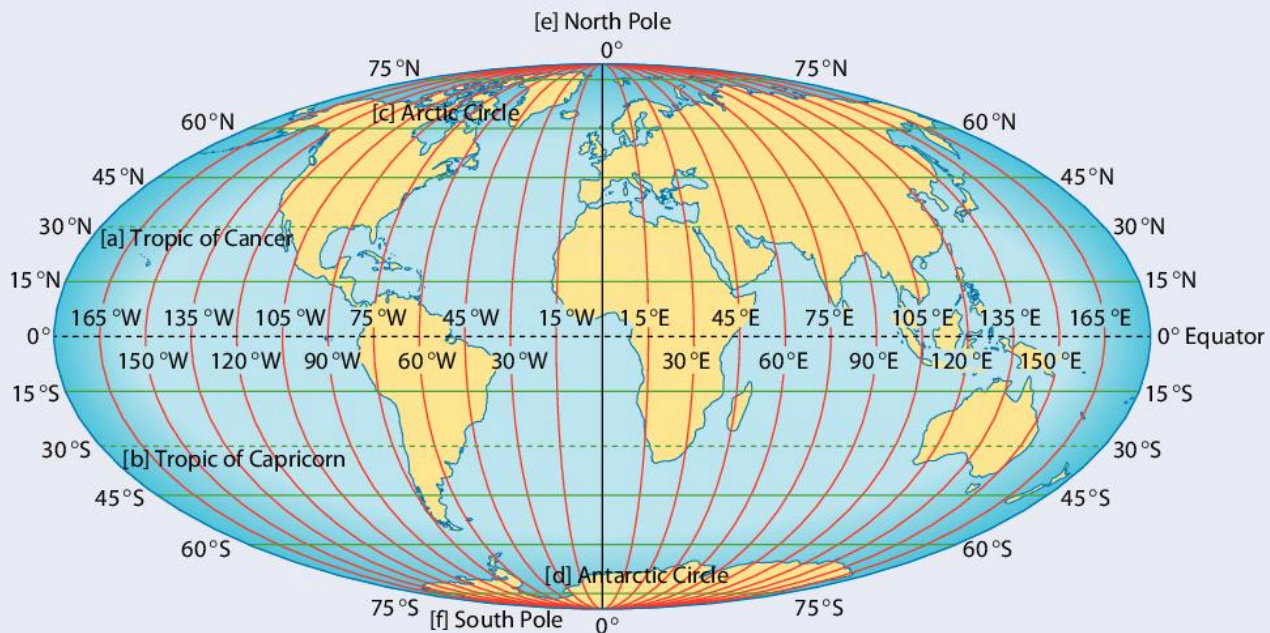 [e] North Pole
0°
75°N 75°N
[c] Arctic Circle
60°N 60°N
45°N 45°N
30°N 30°N
[a] Tropic of Cancer
15°N 15°N
165°W 135°W 105°W 75°W 45°W 15°W 15°E 45°E 75°E 105°E 135°E 165°E
0° 0° Equator
150°W 120°W 90°W 60°W 30°W 30°E 60°E 90°E 120°E 150°E
15°S 15°S
30°S 30°S
[b] Tropic of Capricorn
45°S 45°S
60°S 60°S
[d] Antarctic Circle
75°S 75°S
[f] South Pole
0°